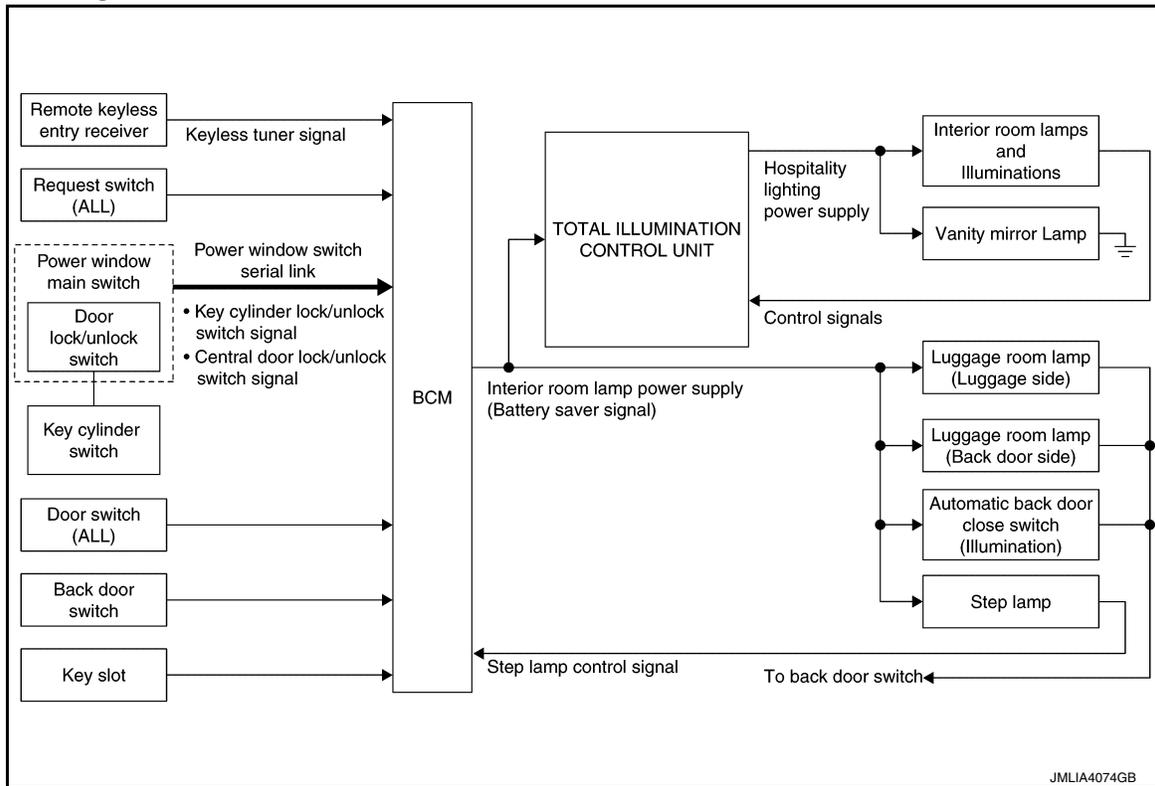 Remote keyless
entry receiver
Keyless tuner signal
Request switch
(ALL)
Power window
main switch
Door
lock/unlock
switch
Key cylinder
switch
Power window switch
serial link
• Key cylinder lock/unlock
switch signal
• Central door lock/unlock
switch signal
Door switch
(ALL)
Back door
switch
Key slot
BCM
TOTAL ILLUMINATION
CONTROL UNIT
Hospitality
lighting
power supply
Interior room lamps
and
Illuminations
Vanity mirror Lamp
Control signals
Interior room lamp power supply
(Battery saver signal)
Luggage room lamp
(Luggage side)
Luggage room lamp
(Back door side)
Automatic back door
close switch
(Illumination)
Step lamp
Step lamp control signal
To back door switch
JMLIA4074GB